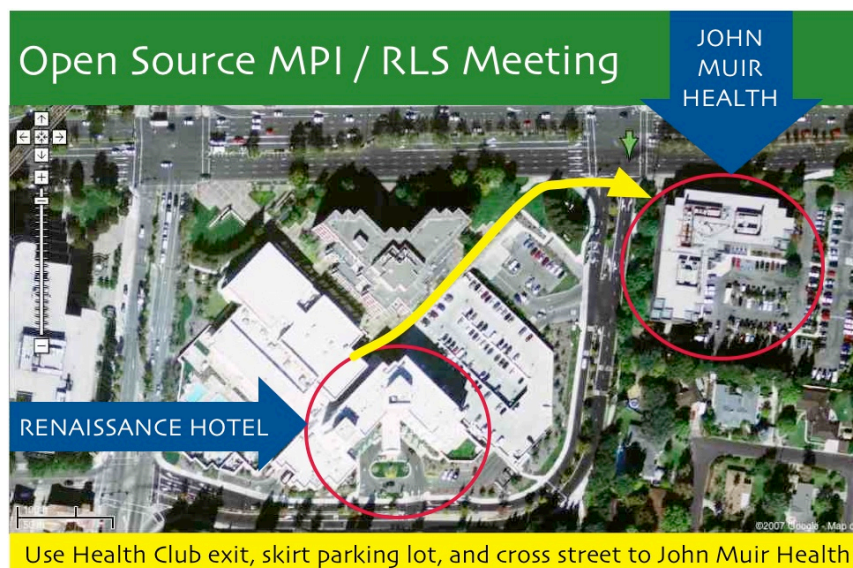 Open Source MPI / RLS Meeting
JOHN
MUIR
HEALTH
RENAISSANCE HOTEL
©2007 Google - Map
Use Health Club exit, skirt parking lot, and cross street to John Muir Health